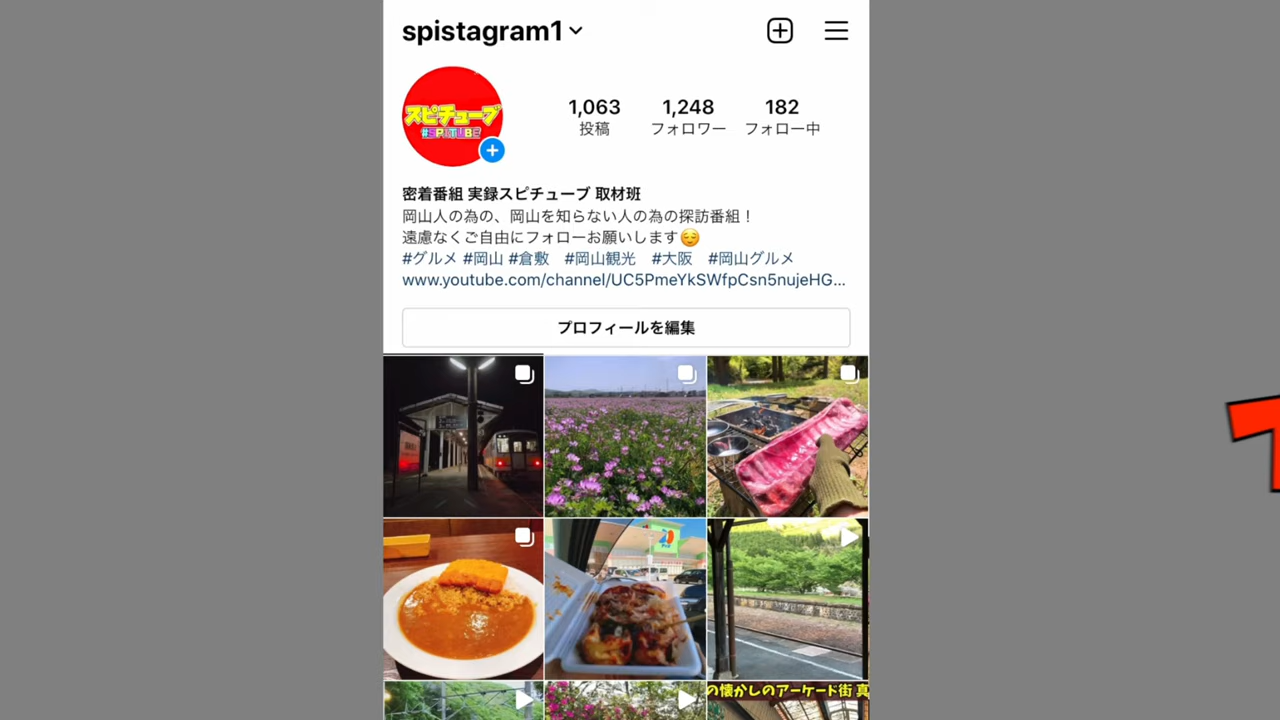 spistagram1
スピチューブ
#SPITUBE
1,063
投稿
1,248
フォロワー
182
フォロー中
密着番組 実録スピチューブ 取材班
岡山人の為の、岡山を知らない人の為の探訪番組！
遠慮なくご自由にフォローお願いします😌
#グルメ #岡山 #倉敷　#岡山観光　#大阪　#岡山グルメ
www.youtube.com/channel/UC5PmeYkSWfpCsn5nujeHG...
プロフィールを編集
の懐かしのアーケード街 真